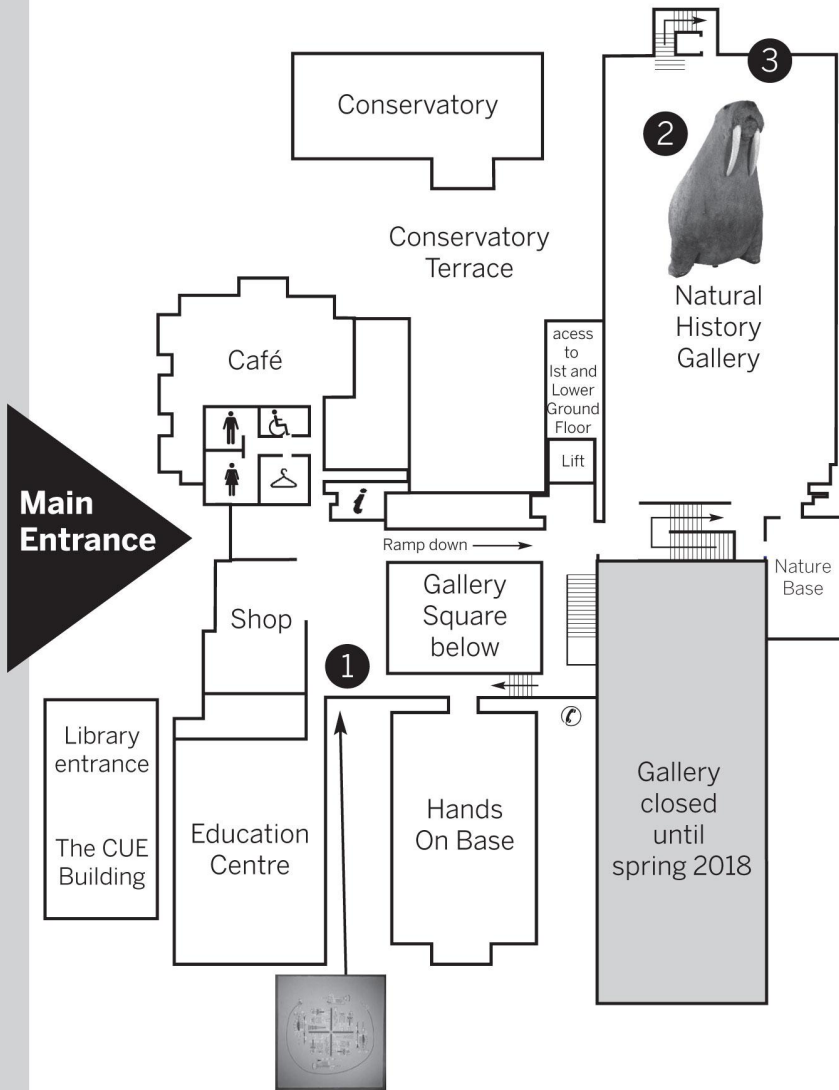 Conservatory
3
2
Conservatory
Terrace
Natural
History
Gallery
acess
to
Ist and
Lower
Ground
Floor
Lift
Café
i
Main
Entrance
Ramp down
Gallery
Square
below
Nature
Base
Shop
1
Library
entrance
The CUE
Building
Education
Centre
Hands
On Base
Gallery
closed
until
spring 2018